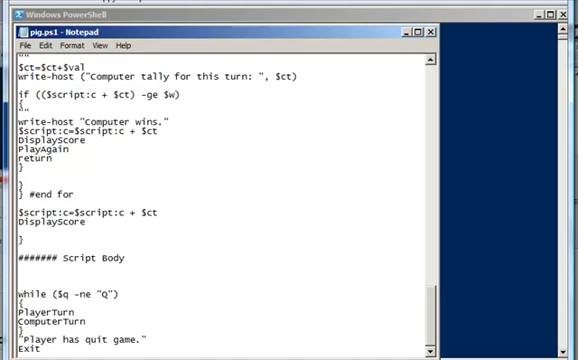 Windows PowerShell
pig.ps1 - Notepad
File Edit Format View Help
""
$ct=$ct+$val
write-host ("Computer tally for this turn: ", $ct)
if (($script:c + $ct) -ge $w)
{
""
write-host "Computer wins."
$script:c=$script:c + $ct
DisplayScore
PlayAgain
return
}
}
} #end for
$script:c=$script:c + $ct
DisplayScore
}
####### Script Body
while ($q -ne "Q")
{
PlayerTurn
ComputerTurn
}
"Player has quit game."
Exit